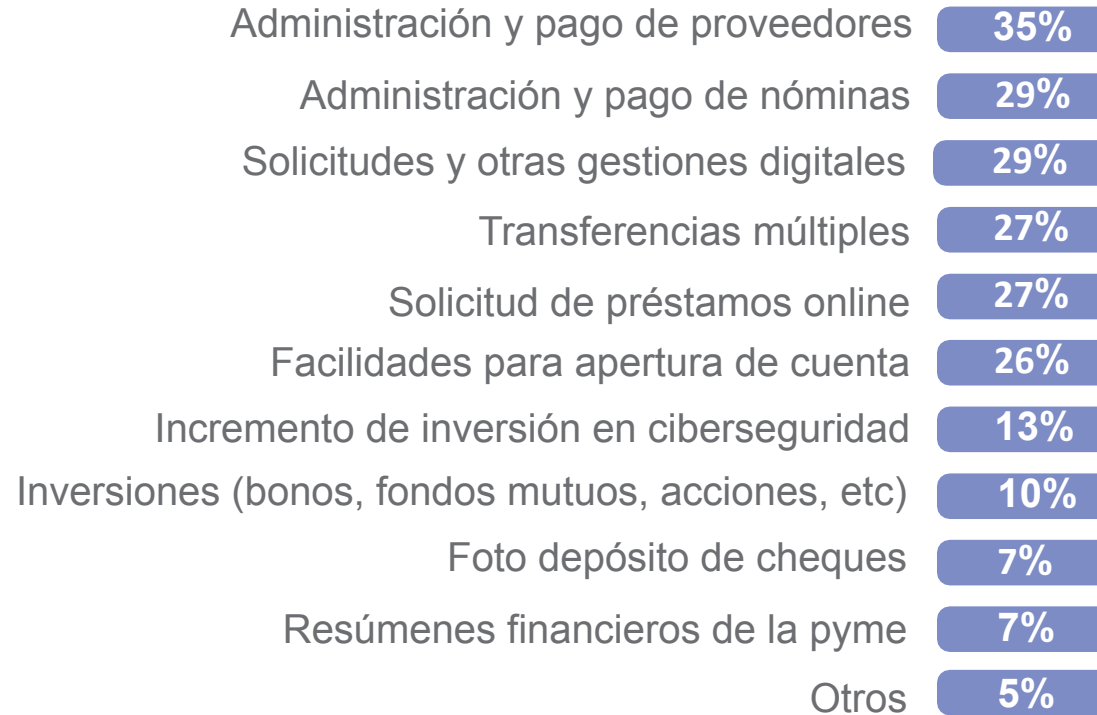 Administración y pago de proveedores 35%
Administración y pago de nóminas 29%
Solicitudes y otras gestiones digitales 29%
Transferencias múltiples 27%
Solicitud de préstamos online 27%
Facilidades para apertura de cuenta 26%
Incremento de inversión en ciberseguridad 13%
Inversiones (bonos, fondos mutuos, acciones, etc) 10%
Foto depósito de cheques 7%
Resúmenes financieros de la pyme 7%
Otros 5%